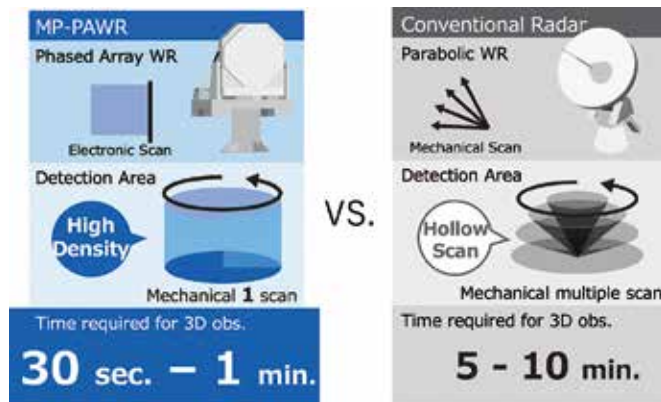 MP-PAWR
Phased Array WR
Electronic Scan
Detection Area
High
Density
Mechanical 1 scan
Time required for 3D obs.
30 sec. – 1 min.
VS.
Conventional Radar
Parabolic WR
Mechanical Scan
Detection Area
Hollow
Scan
Mechanical multiple scan
Time required for 3D obs.
5 - 10 min.